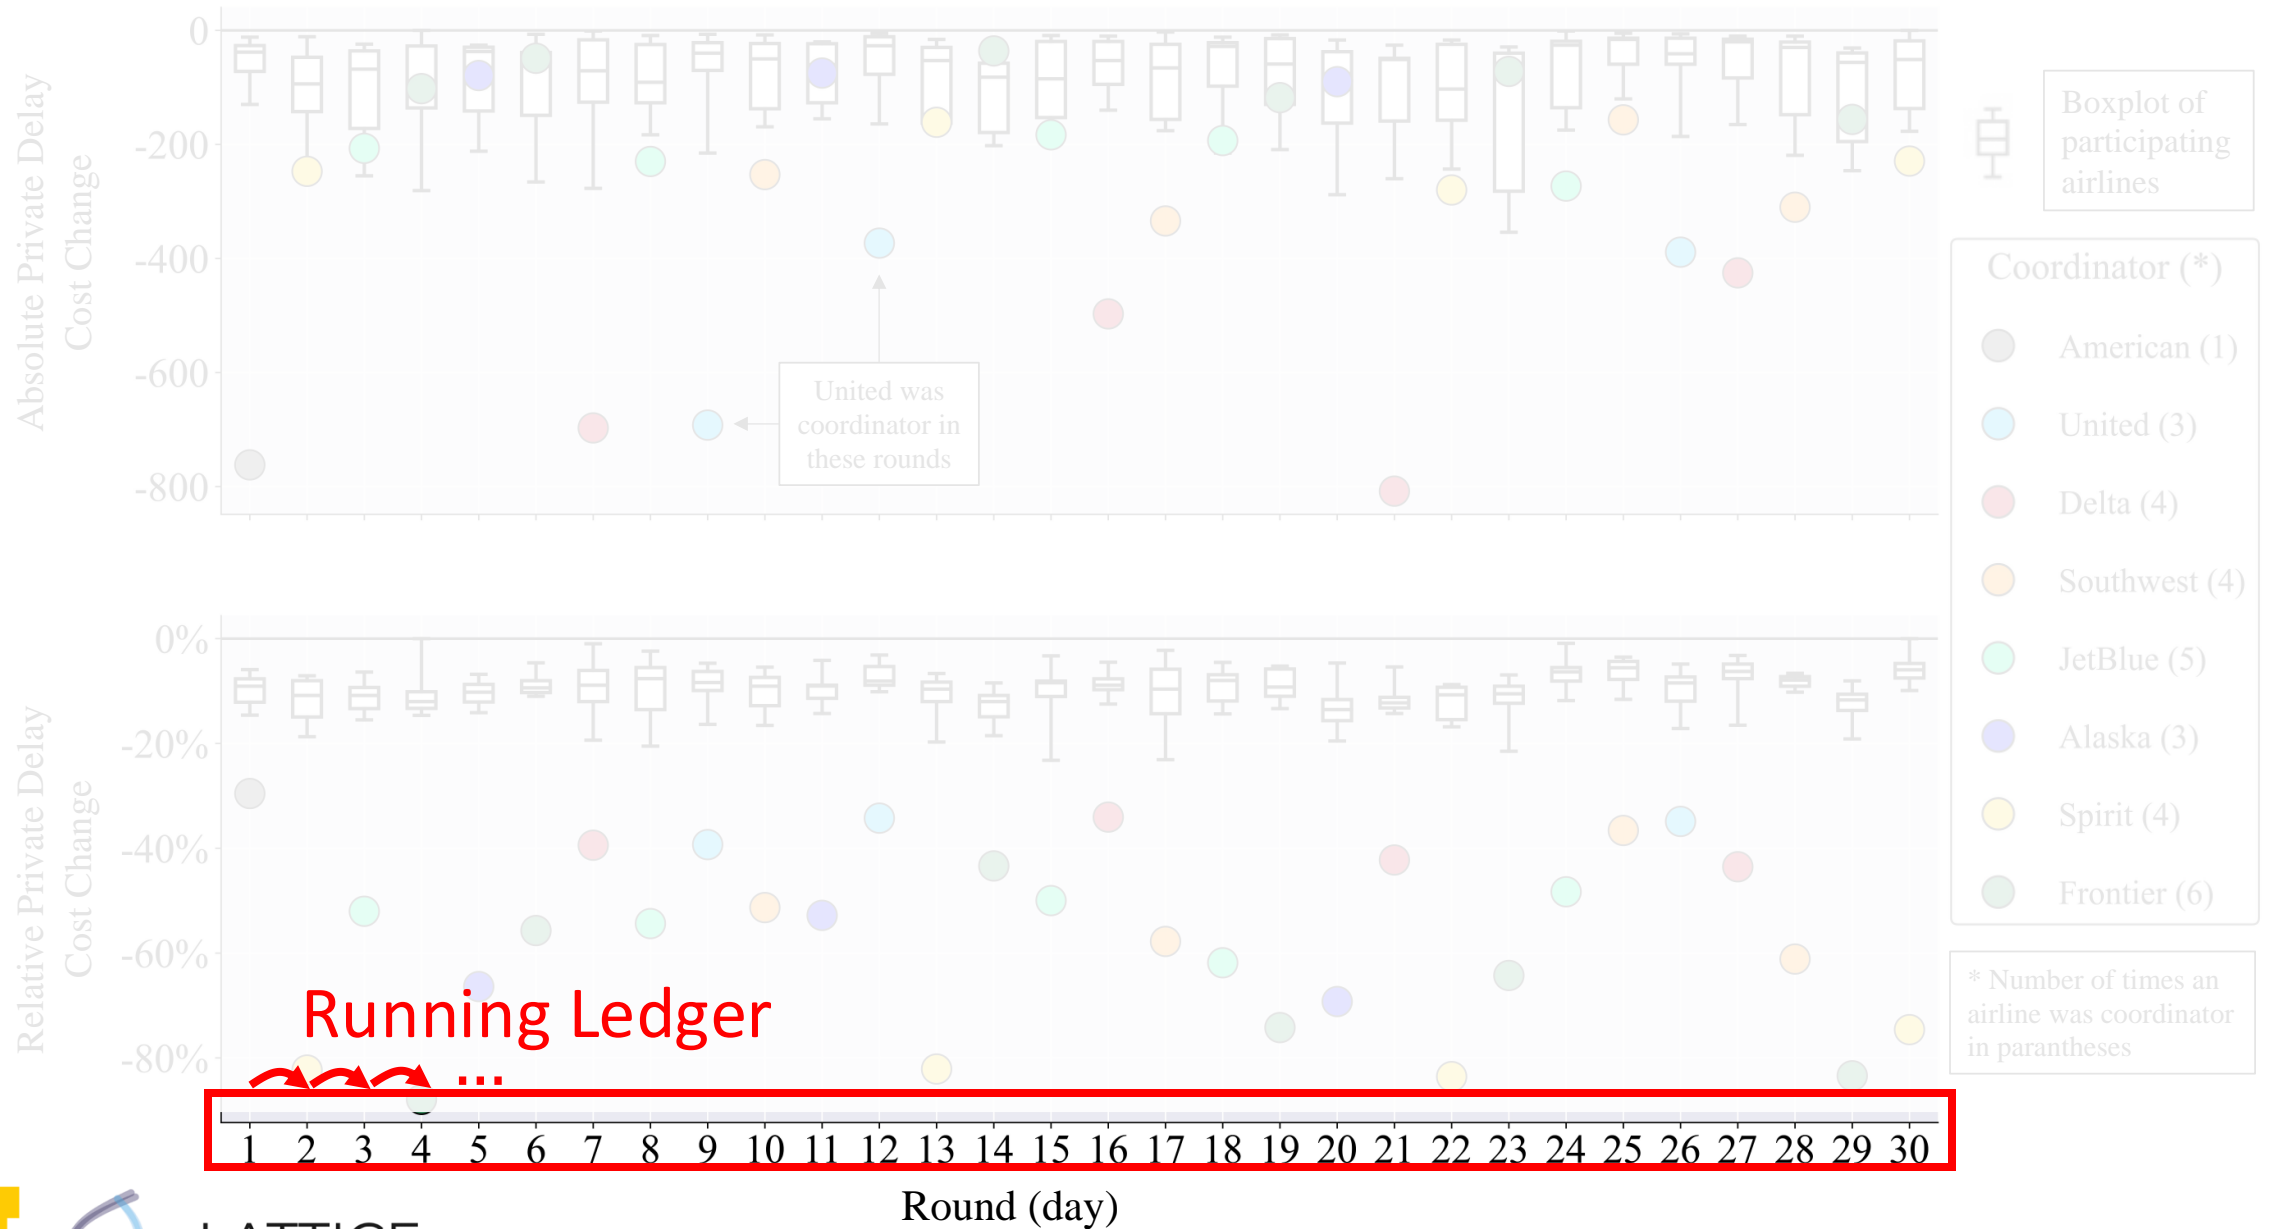 Absolute Private Delay
Cost Change
0
-200
-400
-600
-800
United was
coordinator in
these rounds
Boxplot of
participating
airlines
Coordinator (*)
American (1)
United (3)
Delta (4)
Southwest (4)
JetBlue (5)
Alaska (3)
Spirit (4)
Frontier (6)
* Number of times an
airline was coordinator
in parantheses
Relative Private Delay
Cost Change
0%
-20%
-40%
-60%
-80%
Running Ledger
...
1 2 3 4 5 6 7 8 9 10 11 12 13 14 15 16 17 18 19 20 21 22 23 24 25 26 27 28 29 30
Round (day)
LATTICE